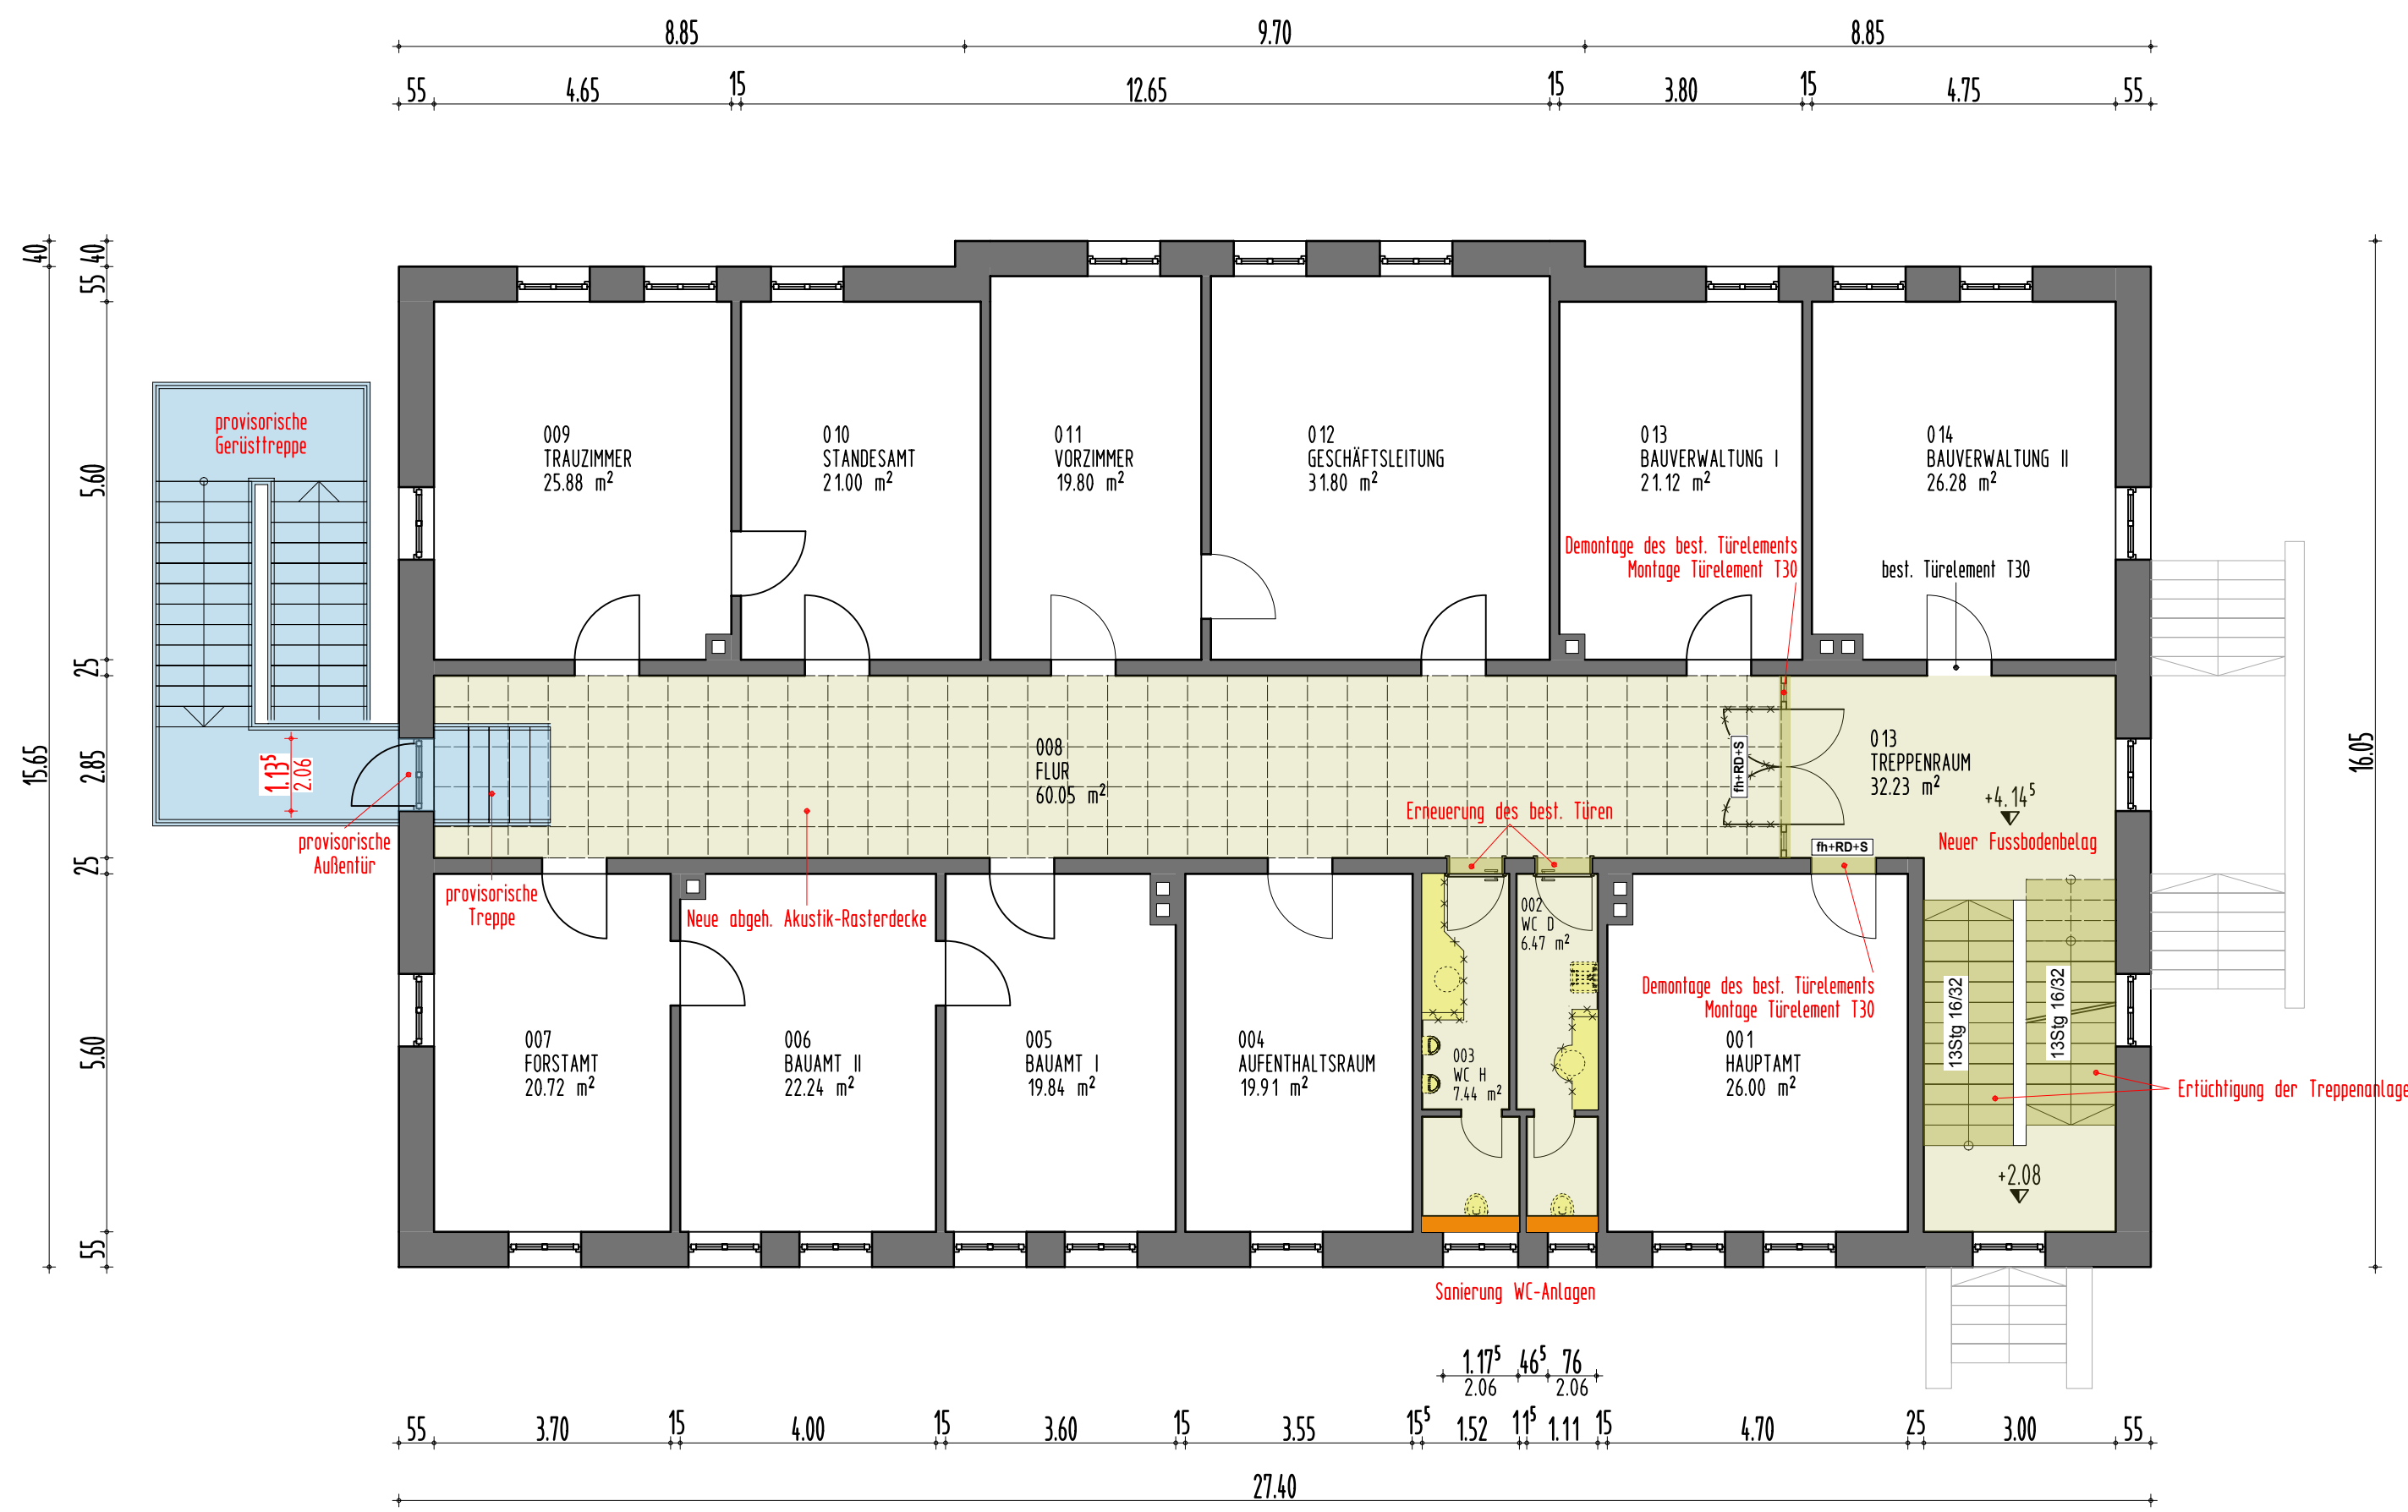 8.85
9.70
8.85
55
4.65
15
12.65
15
3.80
15
4.75
55
40
40
55
5.60
25
2.85
25
5.60
55
15.65
16.05
provisorische
Gerüsttreppe
009
TRAUZIMMER
25.88 m²
010
STANDESAMT
21.00 m²
011
VORZIMMER
19.80 m²
012
GESCHÄFTSLEITUNG
31.80 m²
013
BAUVERWALTUNG I
21.12 m²
014
BAUVERWALTUNG II
26.28 m²
Demontage des best. Türelements
Montage Türelement T30
best. Türelement T30
1.13⁵
2.06
provisorische
Außentür
provisorische
Treppe
008
FLUR
60.05 m²
Neue abgeh. Akustik-Rasterdecke
Erneuerung des best. Türen
fh+RD+S
013
TREPPENRAUM
32.23 m²
+4.14⁵
Neuer Fussbodenbelag
fh+RD+S
007
FORSTAMT
20.72 m²
006
BAUAMT II
22.24 m²
005
BAUAMT I
19.84 m²
004
AUFENTHALTSRAUM
19.91 m²
003
WC H
7.44 m²
002
WC D
6.47 m²
Demontage des best. Türelements
Montage Türelement T30
001
HAUPTAMT
26.00 m²
13Stg 16/32
13Stg 16/32
Ertüchtigung der Treppenanlage
+2.08
Sanierung WC-Anlagen
1.17⁵
46⁵
76
2.06
2.06
55
3.70
15
4.00
15
3.60
15
3.55
15⁵
1.52
11⁵
1.11
15
4.70
25
3.00
55
27.40